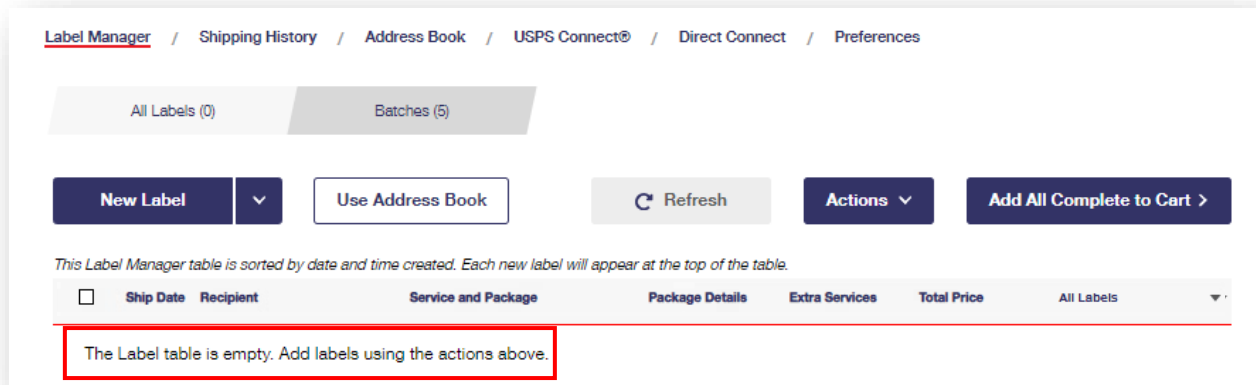 Label Manager / Shipping History / Address Book / USPS Connect® / Direct Connect / Preferences
All Labels (0) Batches (5)
New Label Use Address Book Refresh Actions Add All Complete to Cart >
This Label Manager table is sorted by date and time created. Each new label will appear at the top of the table.
Ship Date Recipient Service and Package Package Details Extra Services Total Price All Labels
The Label table is empty. Add labels using the actions above.